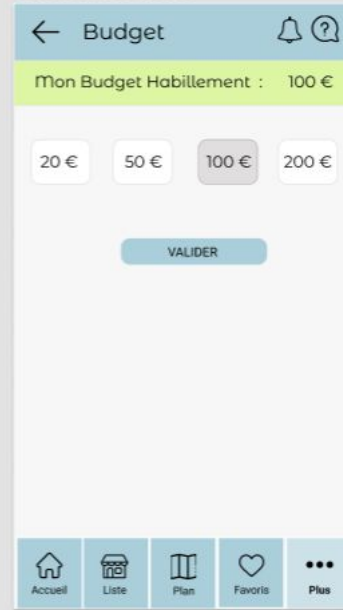 Budget
Mon Budget Habillement : 100 €
20 € 50 € 100 € 200 €
VALIDER
Accueil Liste Plan Favoris Plus